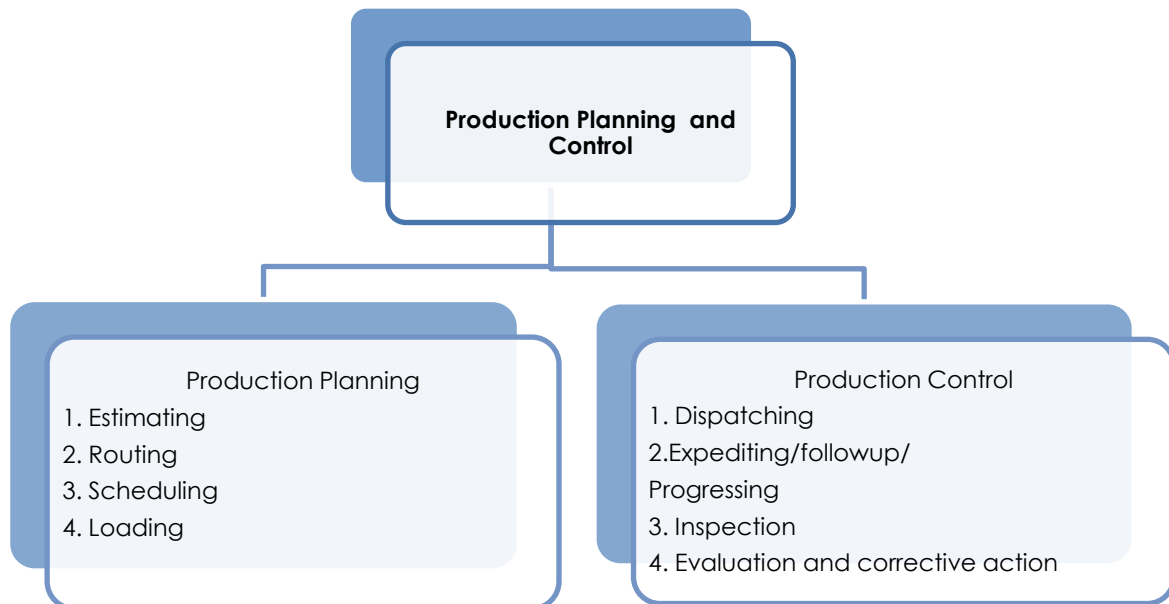 Production Planning and
Control
Production Planning
1. Estimating
2. Routing
3. Scheduling
4. Loading
Production Control
1. Dispatching
2.Expediting/followup/
Progressing
3. Inspection
4. Evaluation and corrective action